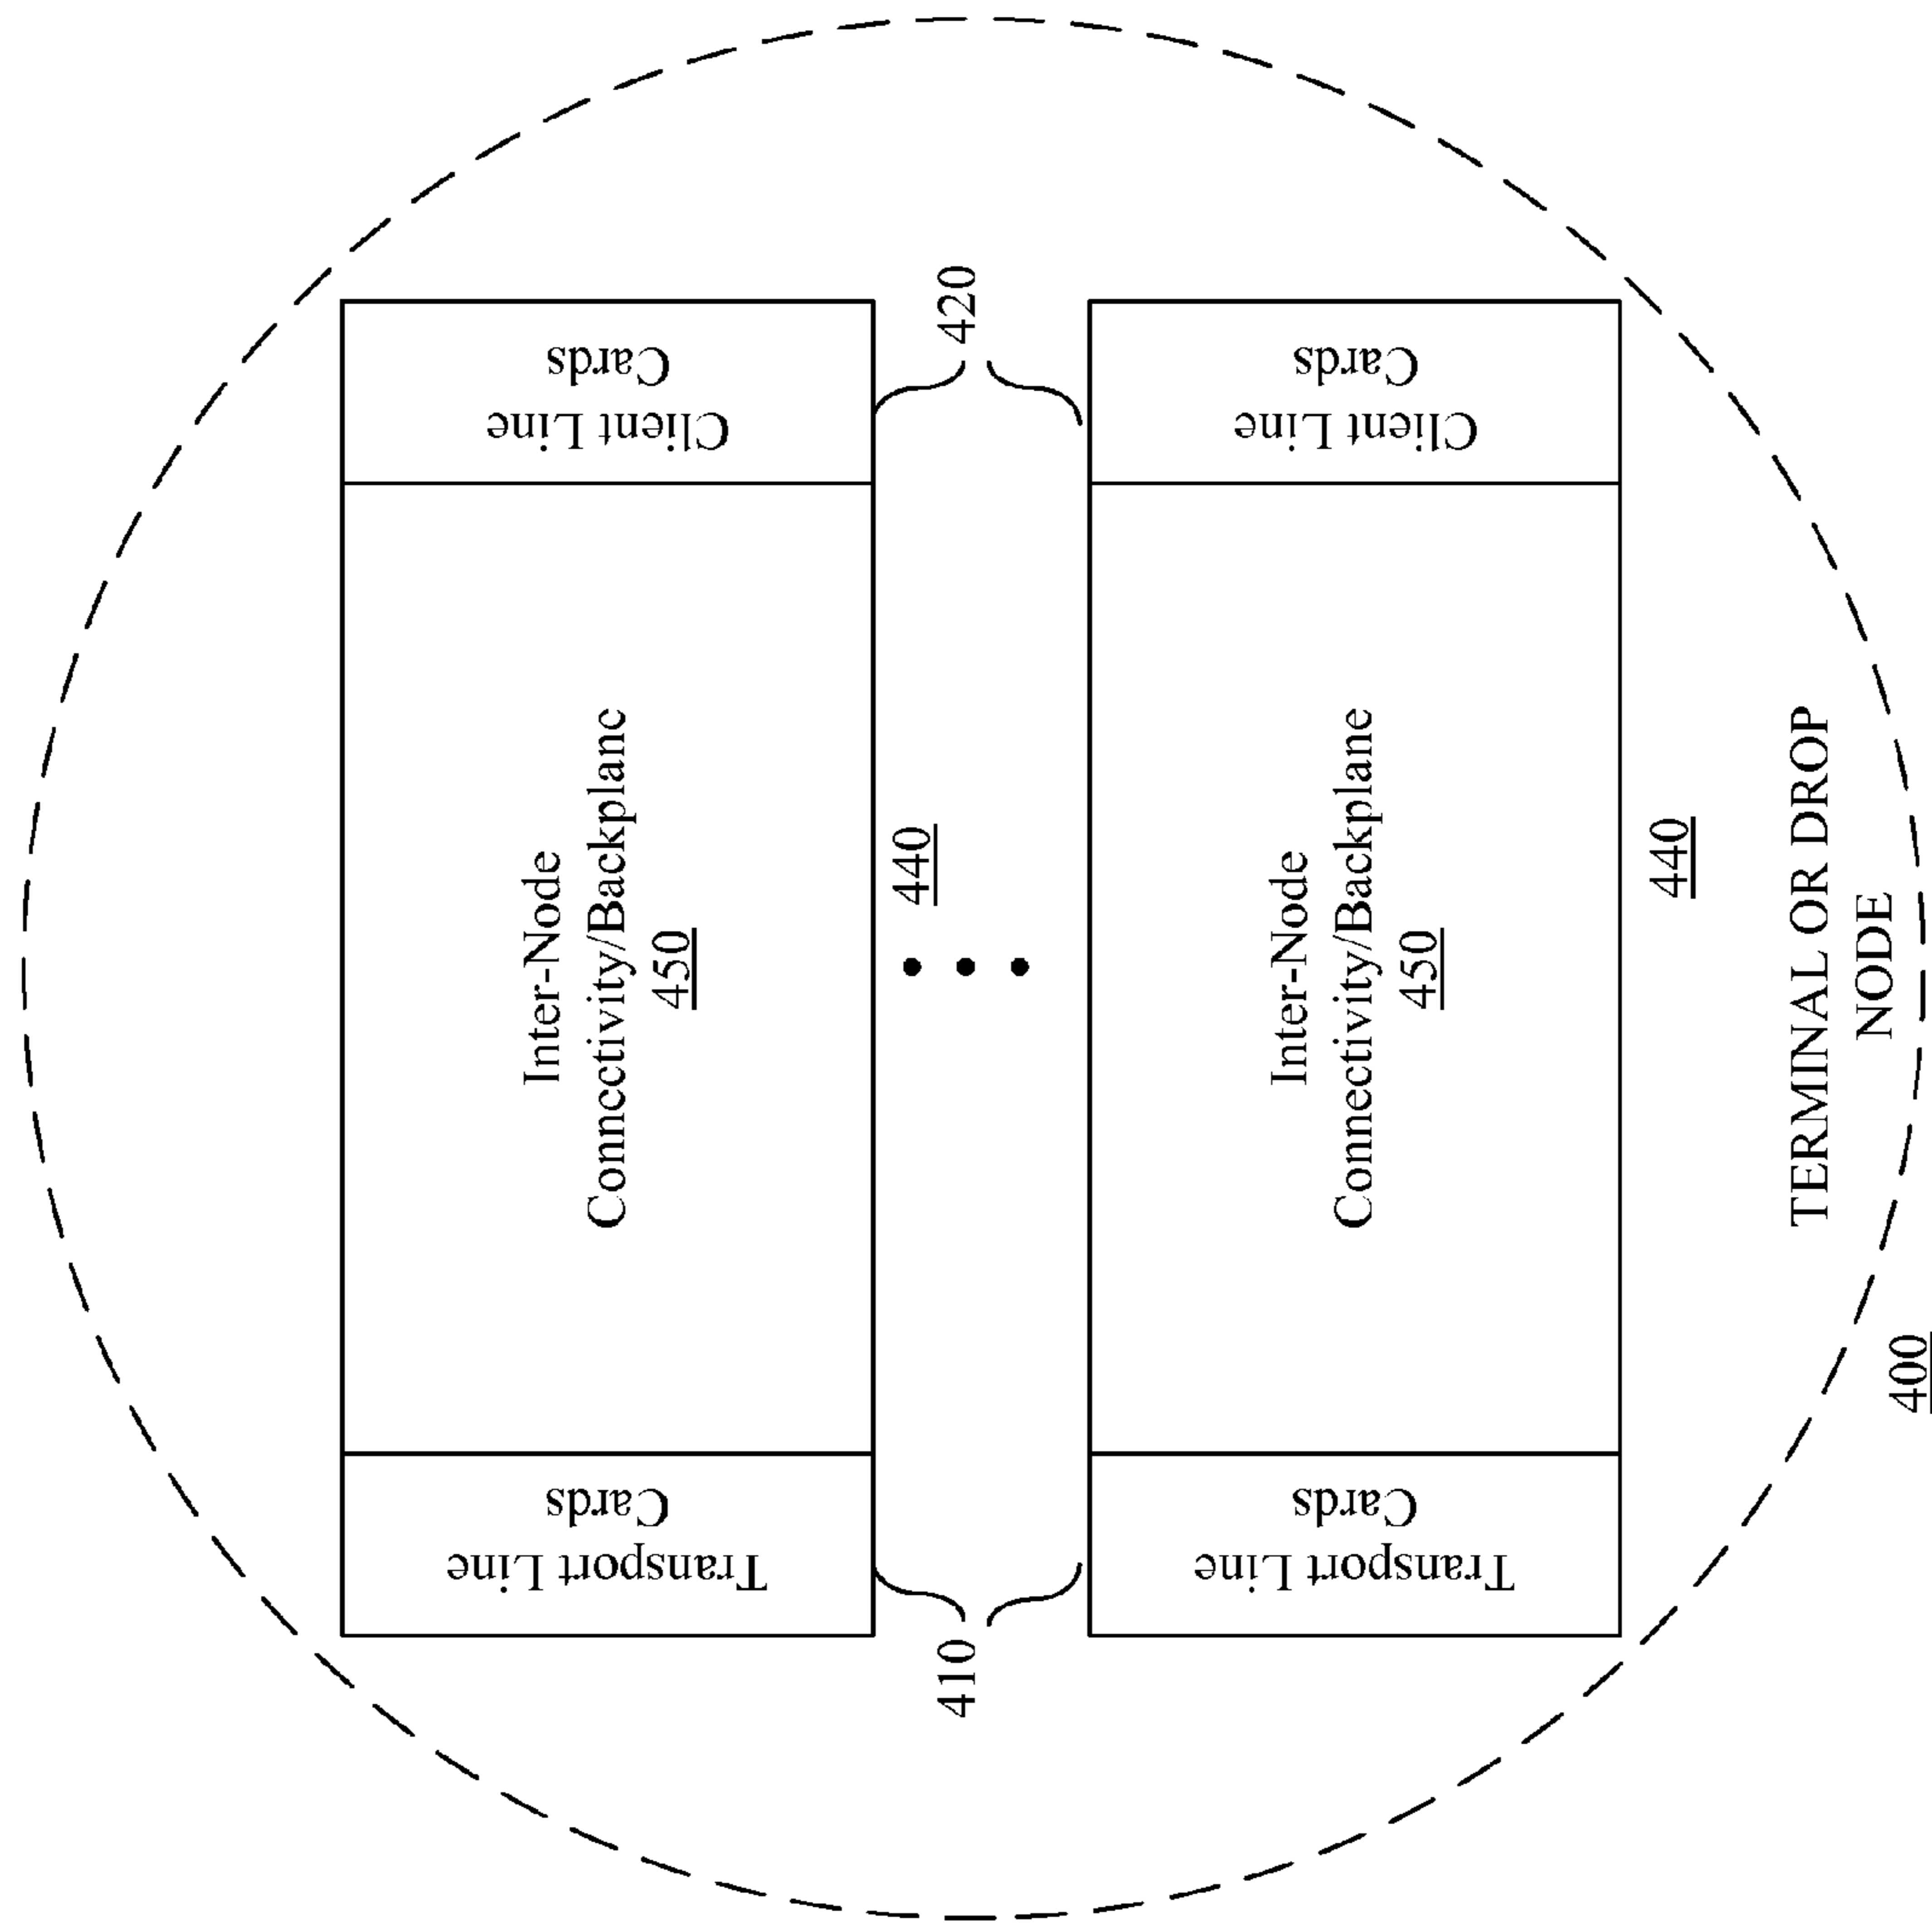 Transport Line
Cards
Inter-Node
Connectivity/Backplane
450
Client Line
Cards
440
410
420
Transport Line
Cards
Inter-Node
Connectivity/Backplane
450
Client Line
Cards
440
TERMINAL OR DROP
NODE
400